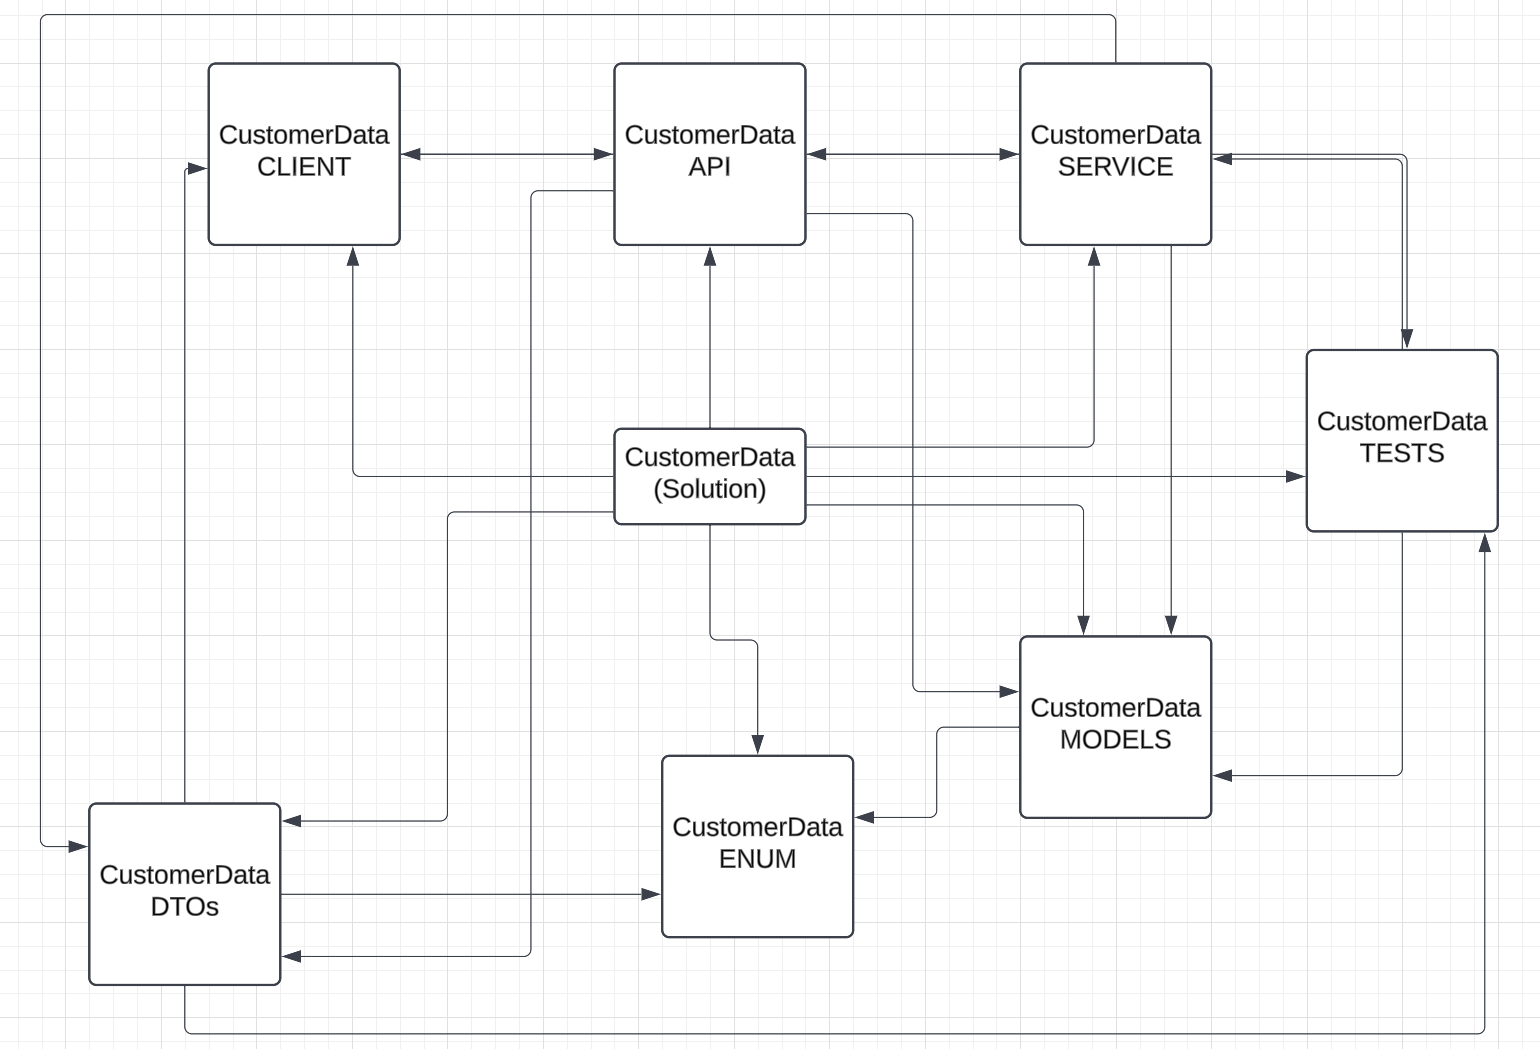 CustomerData
CLIENT
CustomerData
API
CustomerData
SERVICE
CustomerData
TESTS
CustomerData
(Solution)
CustomerData
MODELS
CustomerData
ENUM
CustomerData
DTOs